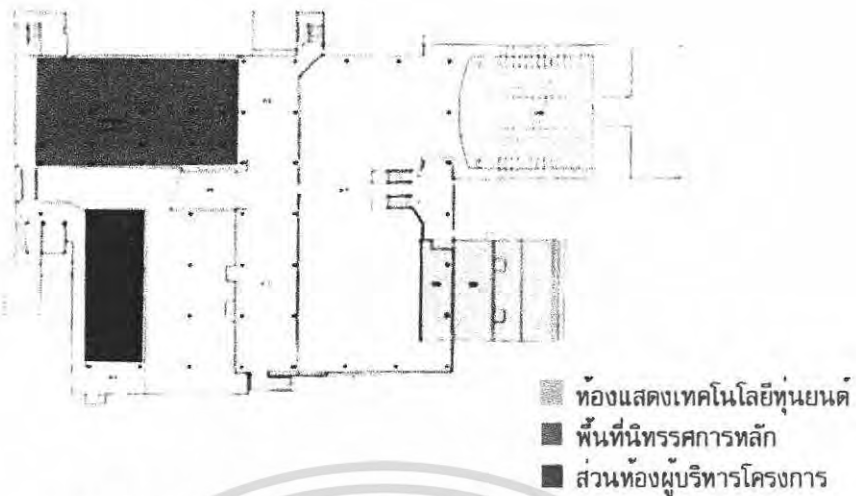 ห้องแสดงเทคโนโลยีหุ่นยนต์
พื้นที่นิทรรศการหลัก
ส่วนห้องผู้บริหารโครงการ